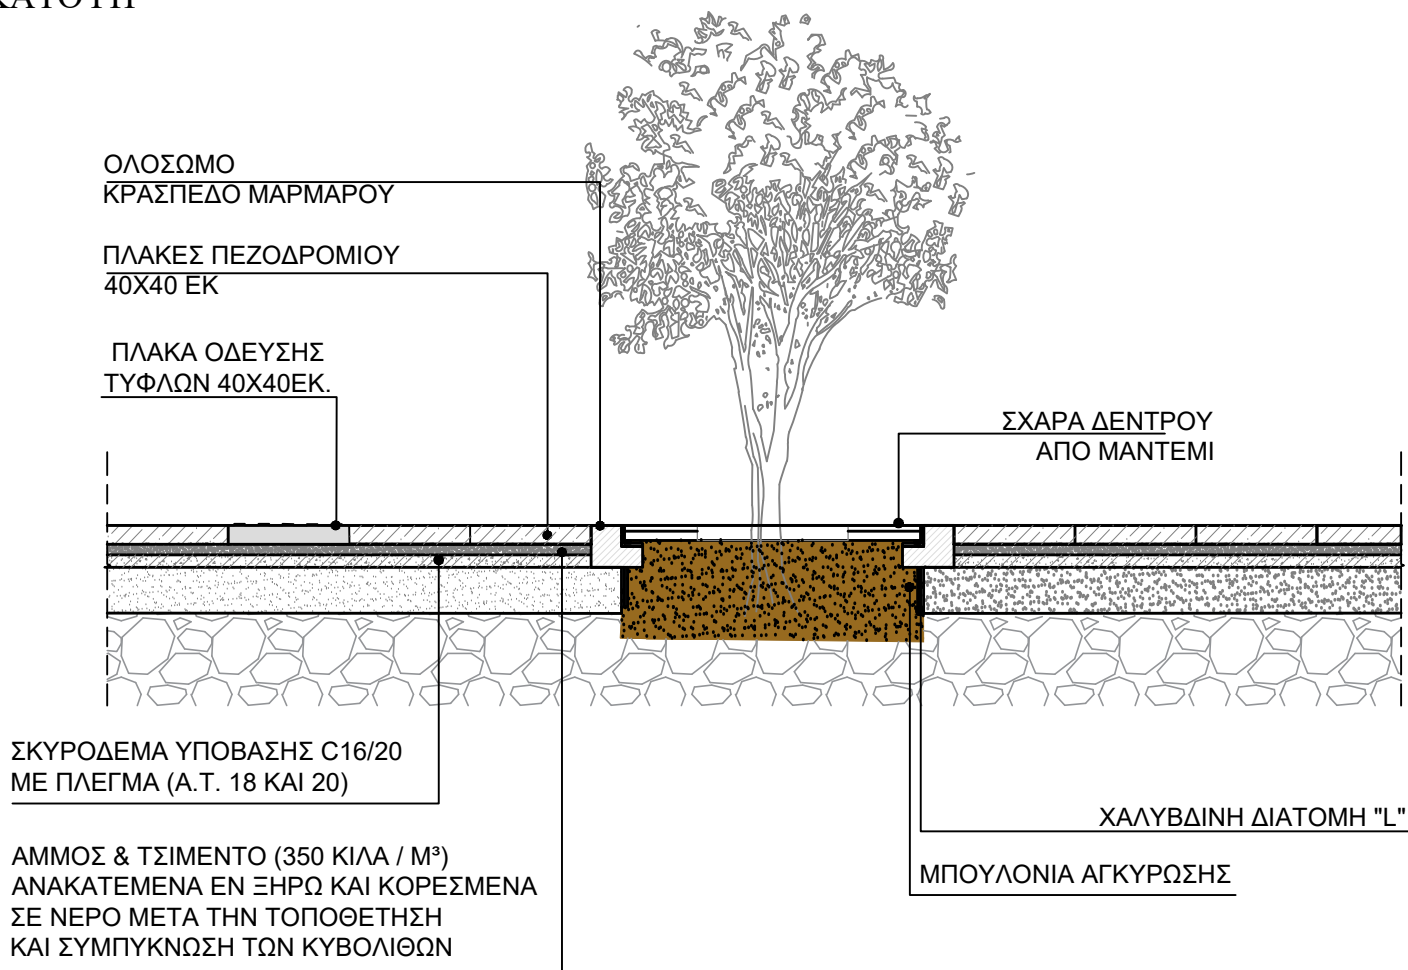 ΟΛΟΣΩΜΟ
ΚΡΑΣΠΕΔΟ ΜΑΡΜΑΡΟΥ
ΠΛΑΚΕΣ ΠΕΖΟΔΡΟΜΙΟΥ
40Χ40 ΕΚ
ΠΛΑΚΑ ΟΔΕΥΣΗΣ
ΤΥΦΛΩΝ 40Χ40ΕΚ.
ΣΧΑΡΑ ΔΕΝΤΡΟΥ
ΑΠΟ ΜΑΝΤΕΜΙ
ΣΚΥΡΟΔΕΜΑ ΥΠΟΒΑΣΗΣ C16/20
ΜΕ ΠΛΕΓΜΑ (Α.Τ. 18 ΚΑΙ 20)
ΧΑΛΥΒΔΙΝΗ ΔΙΑΤΟΜΗ "L"
ΜΠΟΥΛΟΝΙΑ ΑΓΚΥΡΩΣΗΣ
ΑΜΜΟΣ & ΤΣΙΜΕΝΤΟ (350 ΚΙΛΑ / Μ³)
ΑΝΑΚΑΤΕΜΕΝΑ ΕΝ ΞΗΡΩ ΚΑΙ ΚΟΡΕΣΜΕΝΑ
ΣΕ ΝΕΡΟ ΜΕΤΑ ΤΗΝ ΤΟΠΟΘΕΤΗΣΗ
ΚΑΙ ΣΥΜΠΥΚΝΩΣΗ ΤΩΝ ΚΥΒΟΛΙΘΩΝ